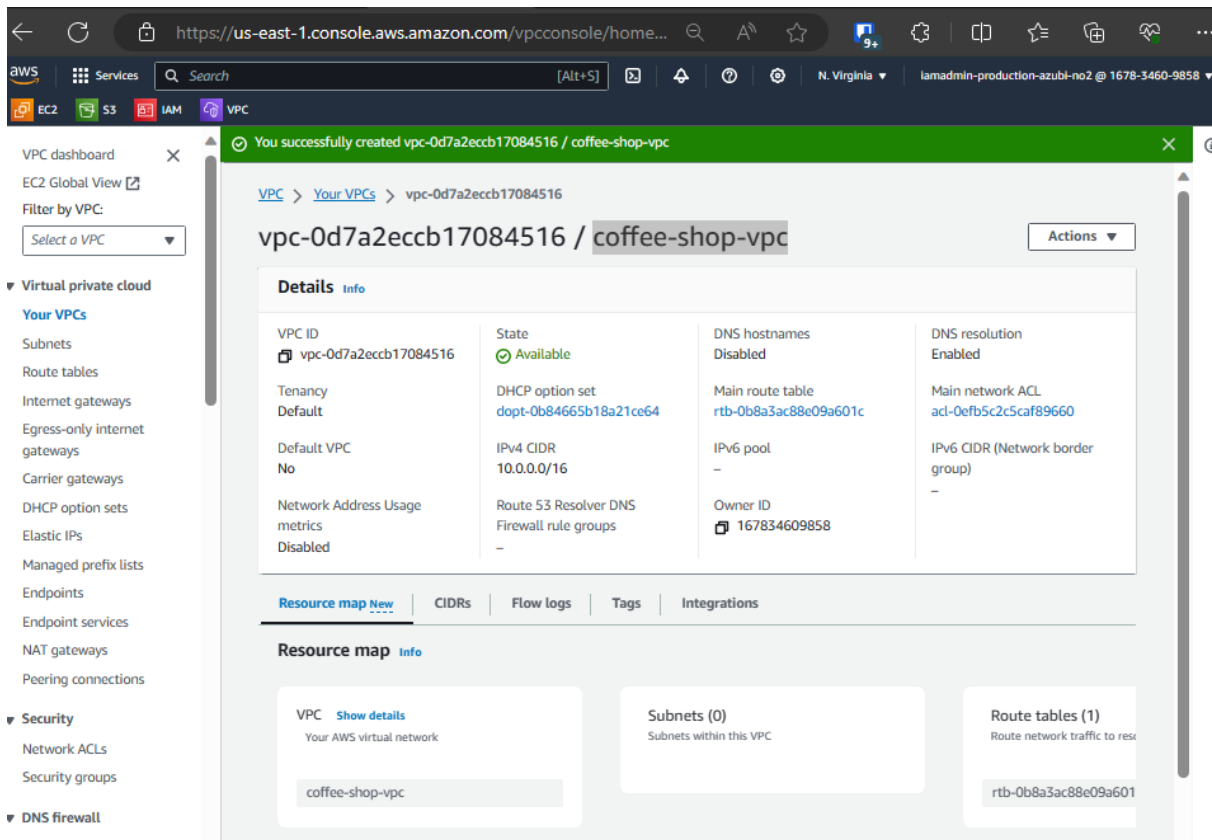 https://us-east-1.console.aws.amazon.com/vpcconsole/home...
9+
aws
Services
Search
[Alt+S]
N. Virginia
iamadmin-production-azubi-no2 @ 1678-3460-9858
EC2
S3
IAM
VPC
VPC dashboard
EC2 Global View
Filter by VPC:
Select a VPC
Virtual private cloud
Your VPCs
Subnets
Route tables
Internet gateways
Egress-only internet
gateways
Carrier gateways
DHCP option sets
Elastic IPs
Managed prefix lists
Endpoints
Endpoint services
NAT gateways
Peering connections
Security
Network ACLs
Security groups
DNS firewall
You successfully created vpc-0d7a2eccb17084516 / coffee-shop-vpc
VPC > Your VPCs > vpc-0d7a2eccb17084516
vpc-0d7a2eccb17084516 / coffee-shop-vpc
Actions
Details Info
VPC ID
vpc-0d7a2eccb17084516
State
Available
DNS hostnames
Disabled
DNS resolution
Enabled
Tenancy
Default
DHCP option set
dopt-0b84665b18a21ce64
Main route table
rtb-0b8a3ac88e09a601c
Main network ACL
acl-0efb5c2c5caf89660
Default VPC
No
IPv4 CIDR
10.0.0.0/16
IPv6 pool
–
IPv6 CIDR (Network border
group)
–
Network Address Usage
metrics
Disabled
Route 53 Resolver DNS
Firewall rule groups
–
Owner ID
167834609858
Resource map New
CIDRs
Flow logs
Tags
Integrations
Resource map Info
VPC Show details
Your AWS virtual network
coffee-shop-vpc
Subnets (0)
Subnets within this VPC
Route tables (1)
Route network traffic to reso
rtb-0b8a3ac88e09a601